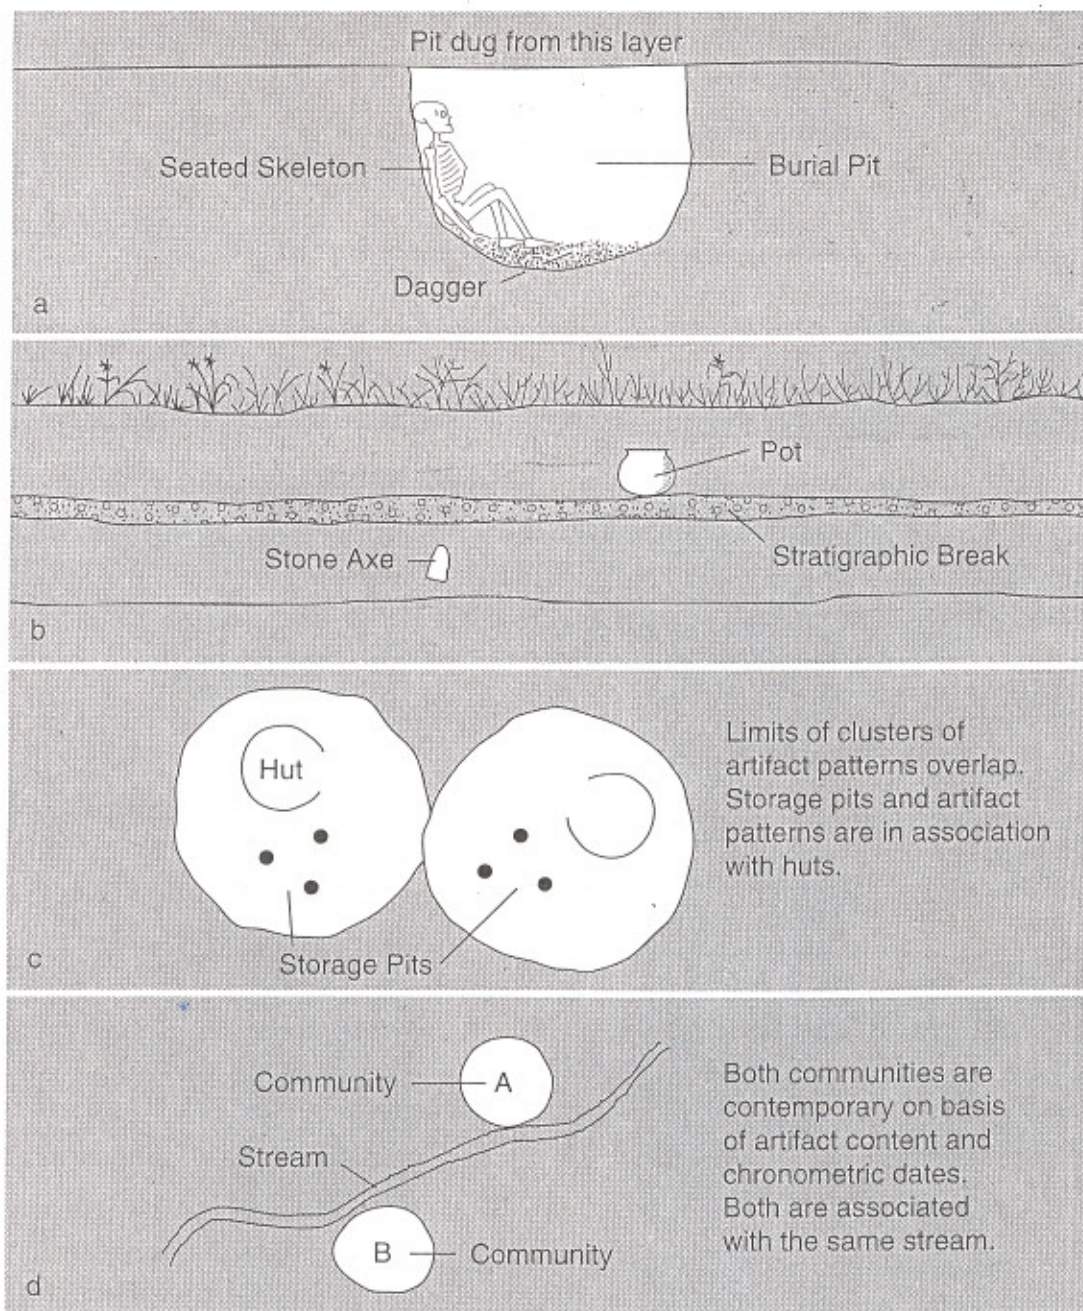 Pit dug from this layer
Seated Skeleton
Burial Pit
Dagger
a
Pot
Stone Axe
Stratigraphic Break
b
Hut
Limits of clusters of
artifact patterns overlap.
Storage pits and artifact
patterns are in association
with huts.
Storage Pits
c
Community
A
Stream
B
Community
Both communities are
contemporary on basis
of artifact content and
chronometric dates.
Both are associated
with the same stream.
d